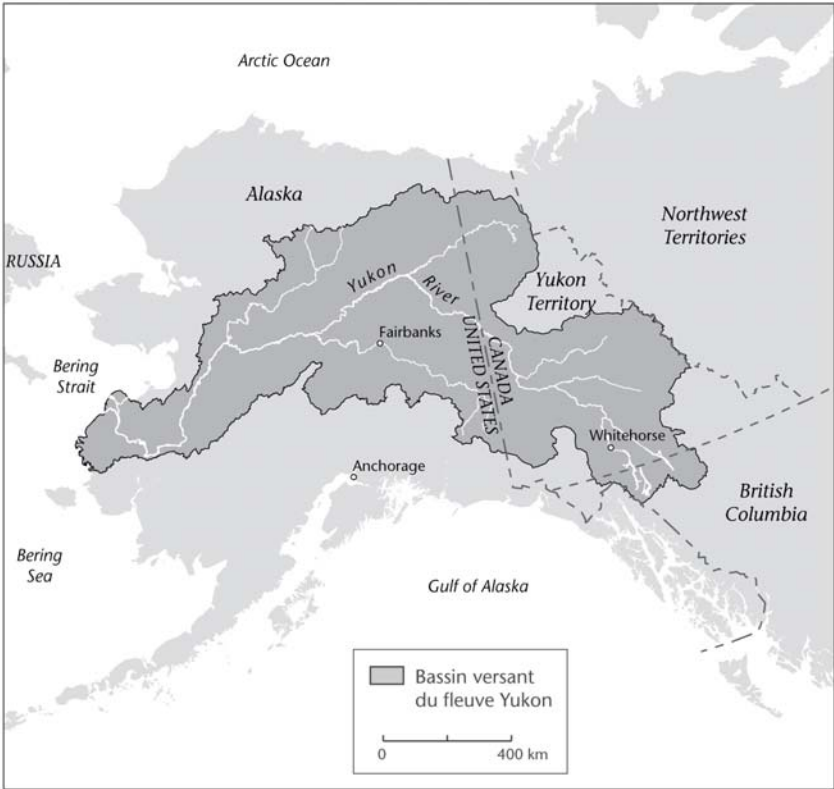 Arctic Ocean
Alaska
Northwest
Territories
RUSSIA
Yukon
River
Yukon
Territory
Fairbanks
CANADA
UNITED STATES
Bering
Strait
Whitehorse
Anchorage
British
Columbia
Bering
Sea
Gulf of Alaska
Bassin versant
du fleuve Yukon
0
400 km